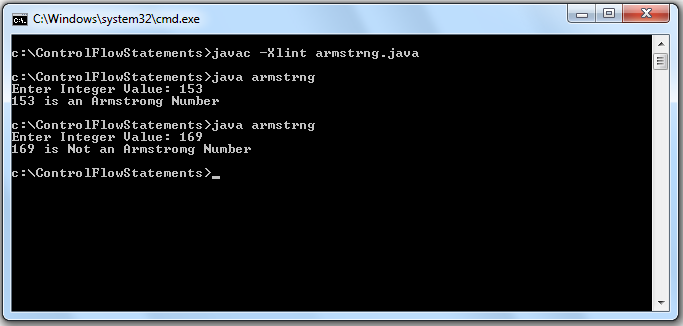 C:\Windows\system32\cmd.exe
c:\ControlFlowStatements>javac -Xlint armstrng.java
c:\ControlFlowStatements>java armstrng
Enter Integer Value: 153
153 is an Armstromg Number
c:\ControlFlowStatements>java armstrng
Enter Integer Value: 169
169 is Not an Armstromg Number
c:\ControlFlowStatements>_